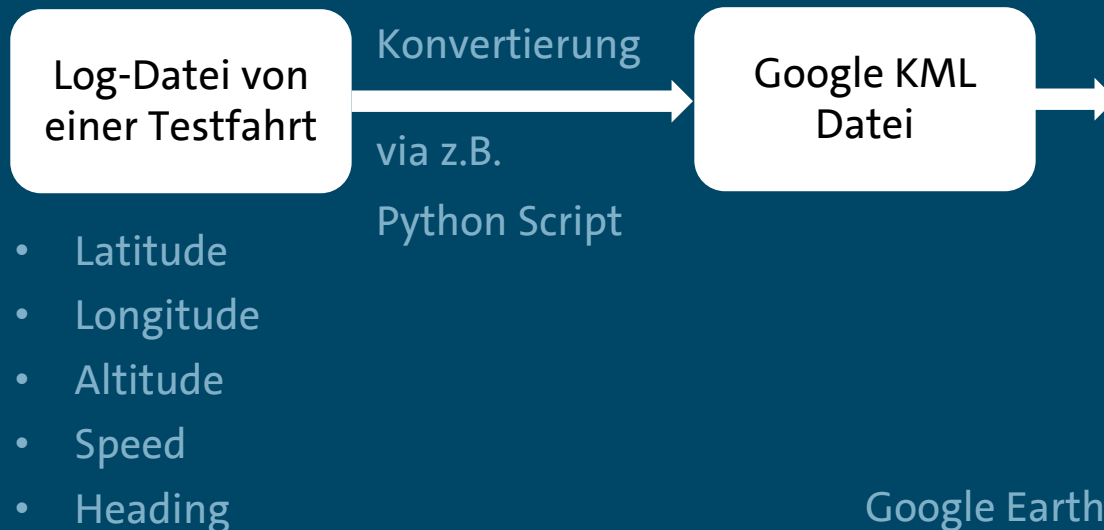 Log-Datei von
einer Testfahrt
Konvertierung
via z.B.
Python Script
Google KML
Datei
• Latitude
• Longitude
• Altitude
• Speed
• Heading
Google Earth